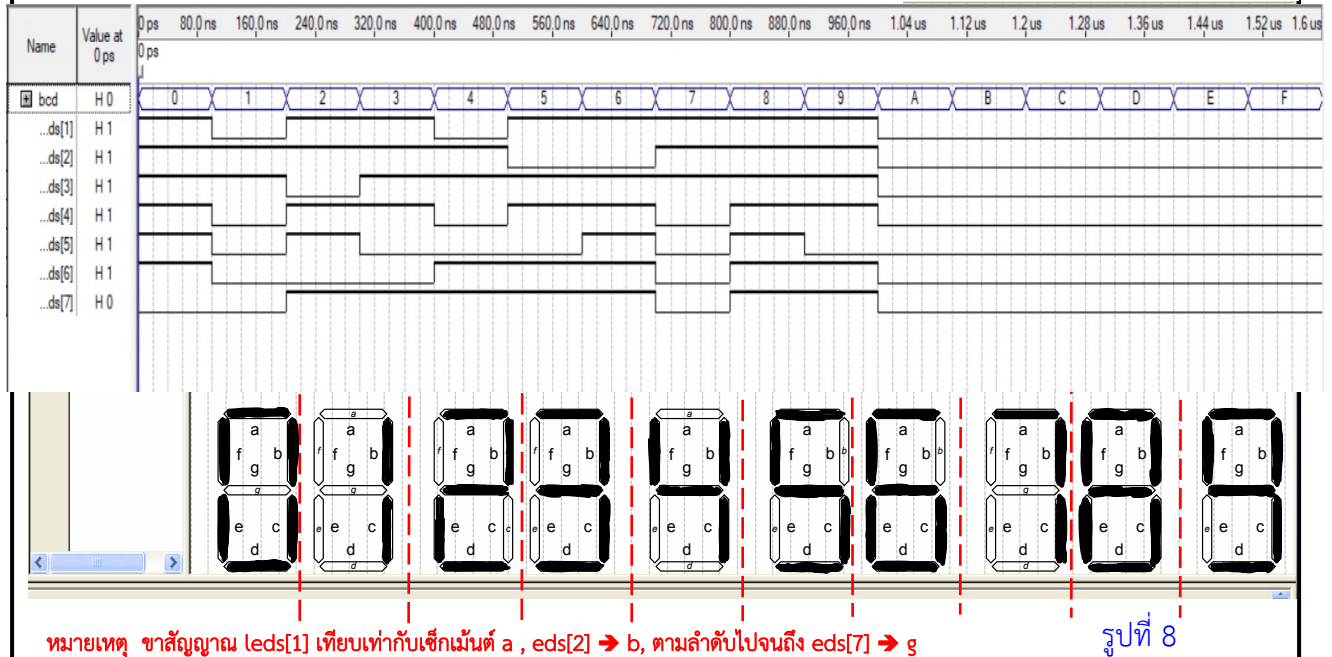 Name Value at 0 ps 0 ps 80.0 ns 160.0 ns 240.0 ns 320.0 ns 400.0 ns 480.0 ns 560.0 ns 640.0 ns 720.0 ns 800.0 ns 880.0 ns 960.0 ns 1.04 us 1.12 us 1.2 us 1.28 us 1.36 us 1.44 us 1.52 us 1.6 us
0 ps
bcd H 0 0 1 2 3 4 5 6 7 8 9 A B C D E F
...ds[1] H 1
...ds[2] H 1
...ds[3] H 1
...ds[4] H 1
...ds[5] H 1
...ds[6] H 1
...ds[7] H 0
a a a a a a a
a a a a a a a a a a
f b f f b f f b f f b f b f b f b b f b b f f b f b f b
g g g g g g g g g g
g g g
e c e e c e c c e e c e e c e e c e c e e c e c e e c
d d d d d d d d d d
d d d
หมายเหตุ ขาสัญญาณ leds[1] เทียบเท่ากับเซ็กเม้นต์ a , eds[2] ➔ b, ตามลำดับไปจนถึง eds[7] ➔ g
รูปที่ 8